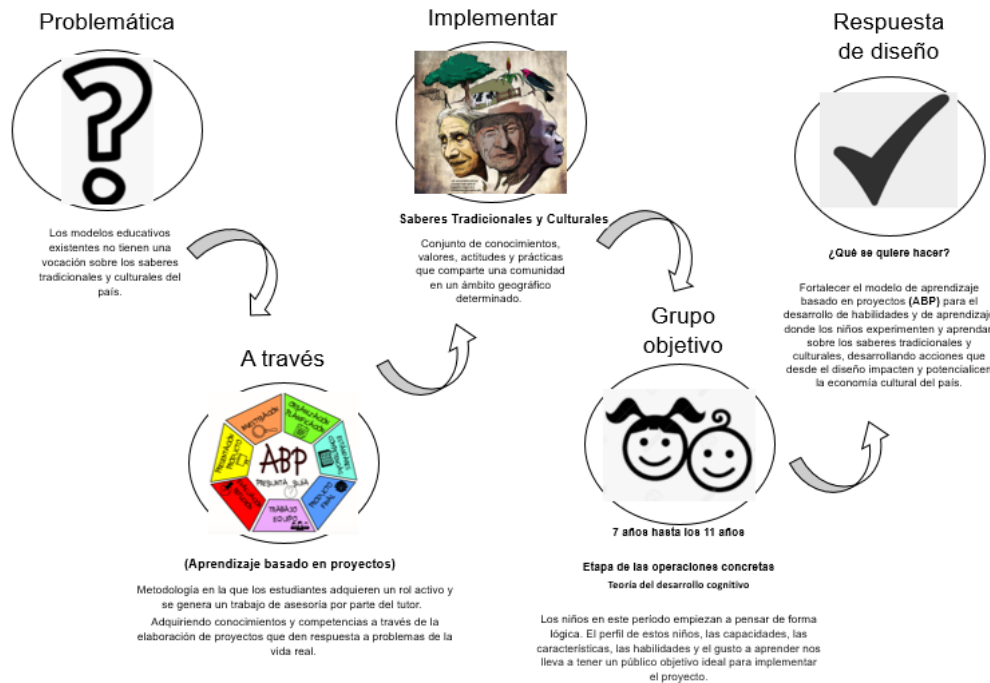 Problemática
Los modelos educativos
existentes no tienen una
vocación sobre los saberes
tradicionales y culturales del
país.
A través
INVESTIGACIÓN
ORGANIZACIÓN
PLANIFICACIÓN
PRESENTACIÓN
PRODUCTO
ABP
PREGUNTA GUÍA
PRODUCTO
FINAL
TRABAJO
EQUIPO
(Aprendizaje basado en proyectos)
Metodología en la que los estudiantes adquieren un rol activo y
se genera un trabajo de asesoría por parte del tutor.
Adquiriendo conocimientos y competencias a través de la
elaboración de proyectos que den respuesta a problemas de la
vida real.
Implementar
Saberes Tradicionales y Culturales
Conjunto de conocimientos,
valores, actitudes y prácticas
que comparte una comunidad
en un ámbito geográfico
determinado.
Grupo
objetivo
7 años hasta los 11 años
Etapa de las operaciones concretas
Teoría del desarrollo cognitivo
Los niños en este período empiezan a pensar de forma
lógica. El perfil de estos niños, las capacidades, las
características, las habilidades y el gusto a aprender nos
lleva a tener un público objetivo ideal para implementar
el proyecto.
Respuesta
de diseño
¿Qué se quiere hacer?
Fortalecer el modelo de aprendizaje
basado en proyectos (ABP) para el
desarrollo de habilidades y de aprendizaje
donde los niños experimenten y aprendan
sobre los saberes tradicionales y
culturales, desarrollando acciones que
desde el diseño impacten y potencialicen
la economía cultural del país.